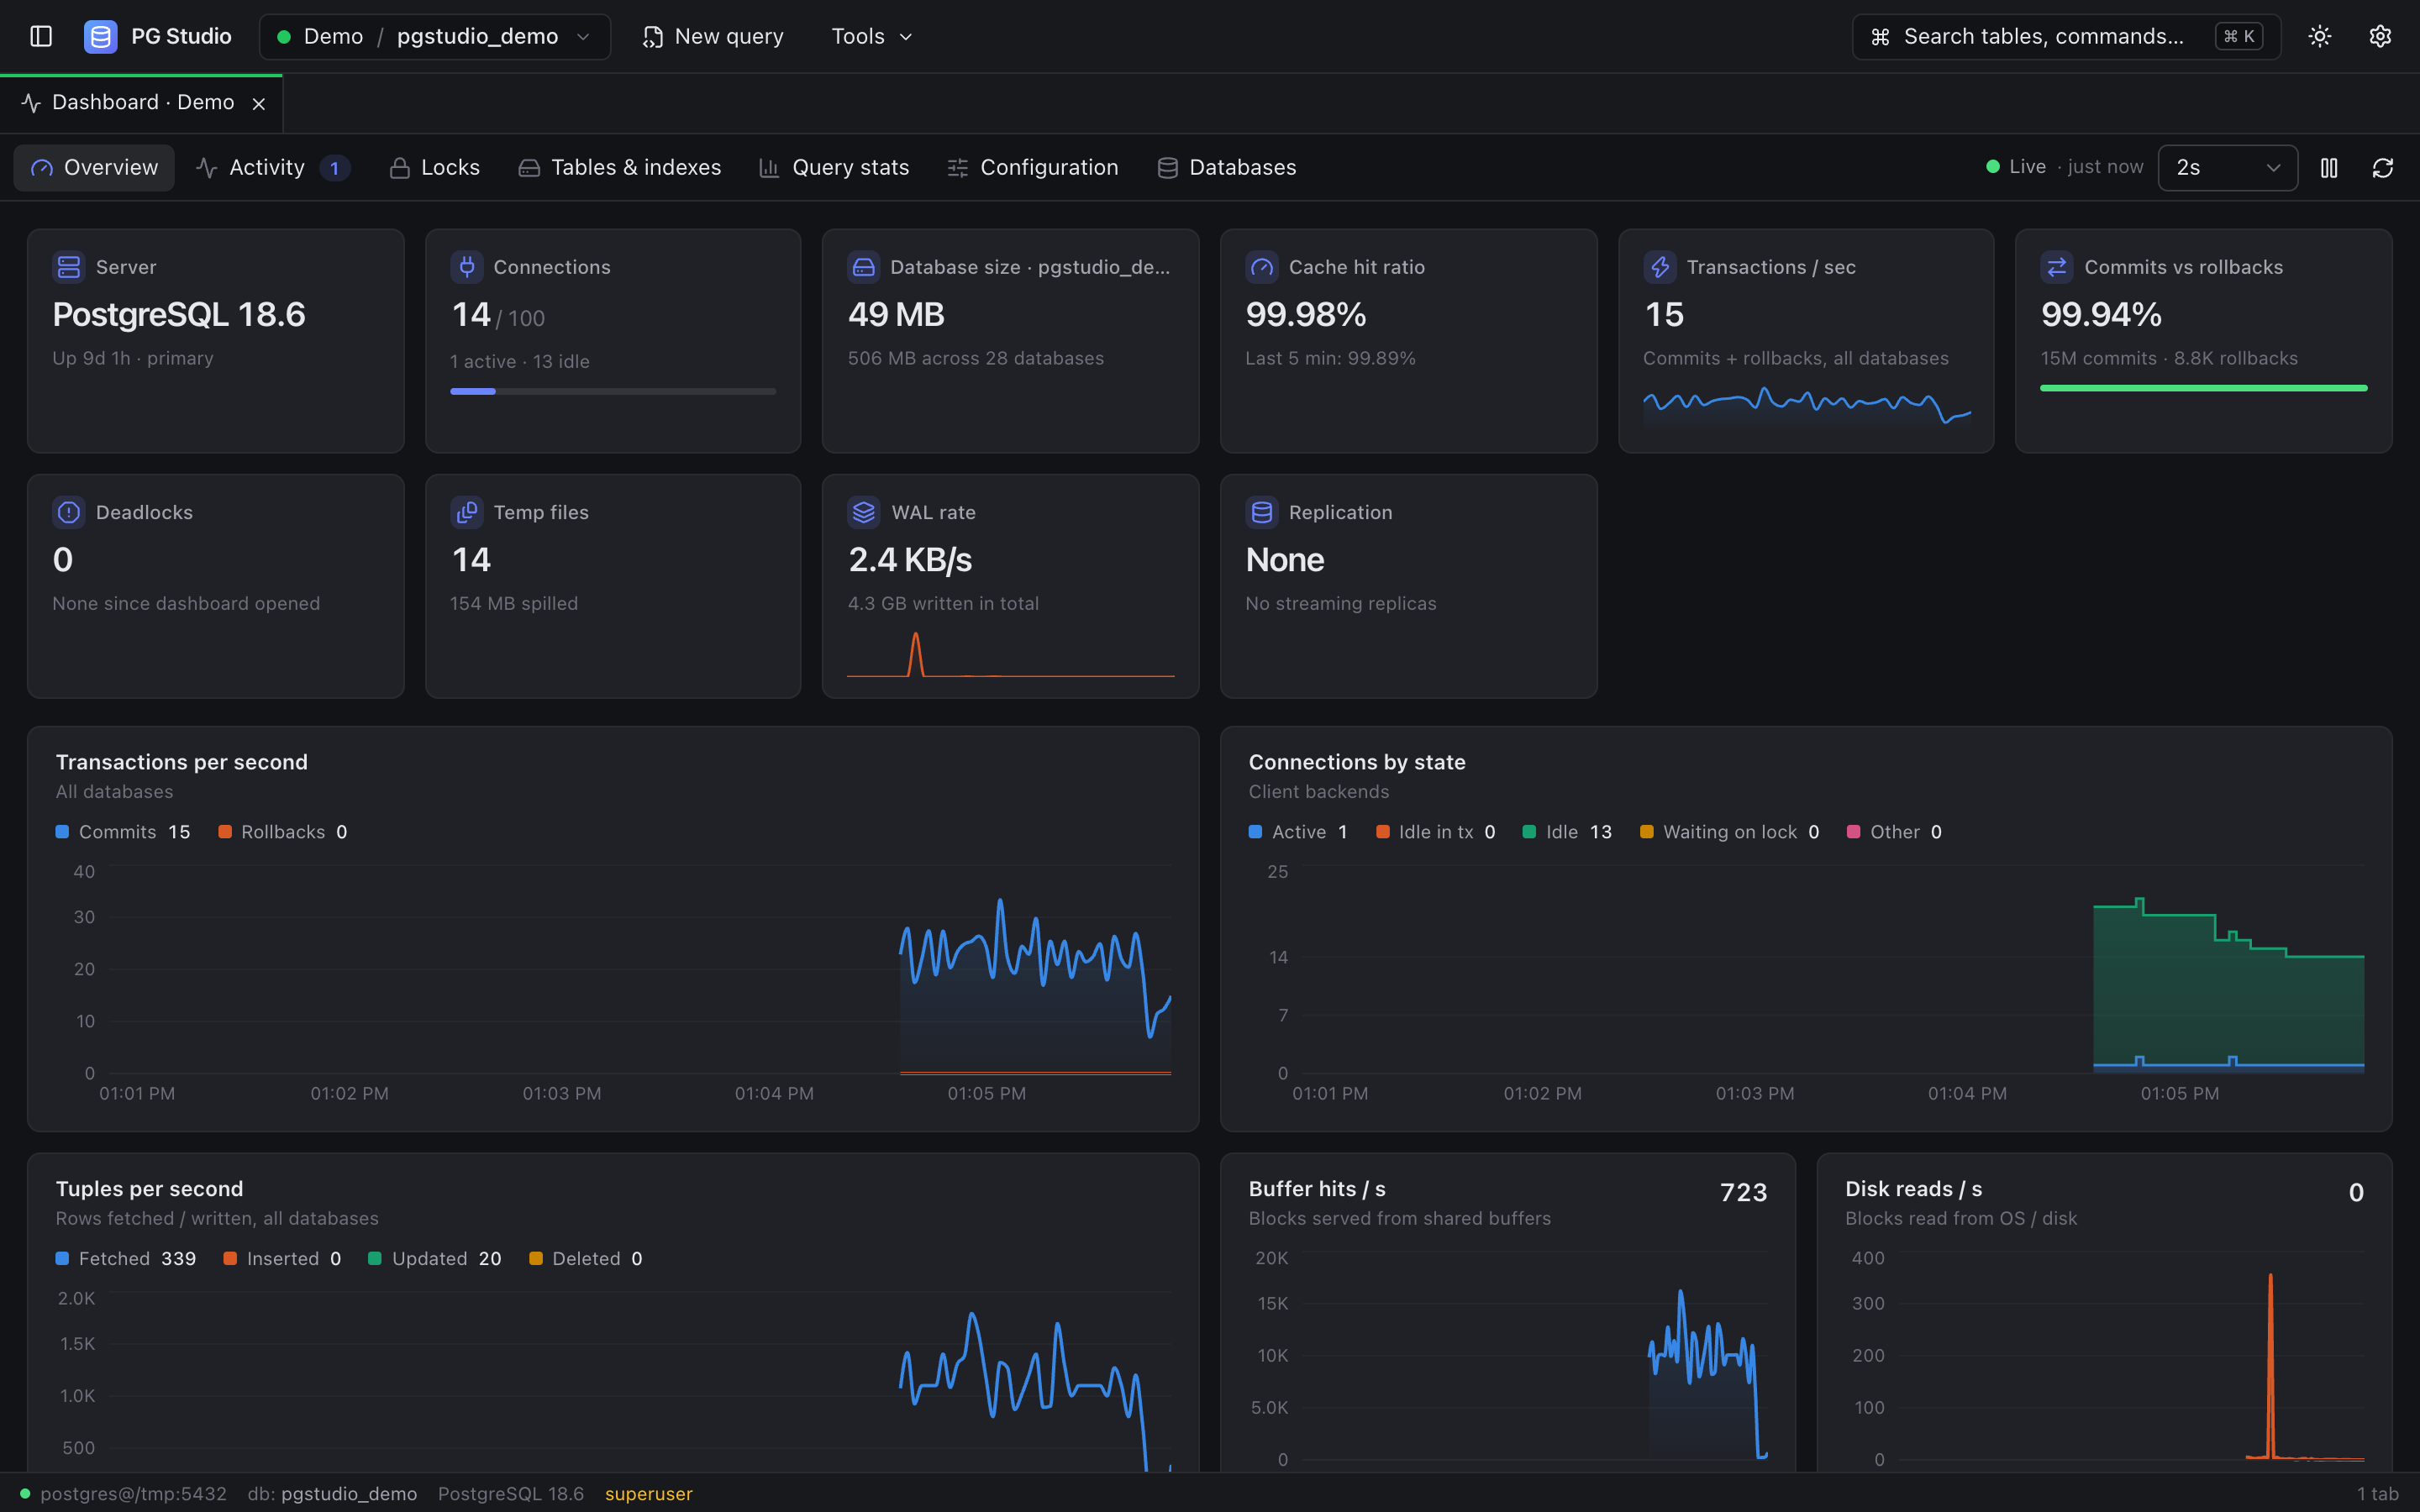 PG Studio
Demo / pgstudio_demo
New query
Tools
Search tables, commands...
⌘ K
Dashboard · Demo
Overview
Activity 1
Locks
Tables & indexes
Query stats
Configuration
Databases
Live · just now
2s
Server
PostgreSQL 18.6
Up 9d 1h · primary
Connections
14 / 100
1 active · 13 idle
Database size · pgstudio_de...
49 MB
506 MB across 28 databases
Cache hit ratio
99.98%
Last 5 min: 99.89%
Transactions / sec
15
Commits + rollbacks, all databases
Commits vs rollbacks
99.94%
15M commits · 8.8K rollbacks
Deadlocks
0
None since dashboard opened
Temp files
14
154 MB spilled
WAL rate
2.4 KB/s
4.3 GB written in total
Replication
None
No streaming replicas
Transactions per second
All databases
Commits 15 Rollbacks 0
40
30
20
10
0
01:01 PM 01:02 PM 01:03 PM 01:04 PM 01:05 PM
Connections by state
Client backends
Active 1 Idle in tx 0 Idle 13 Waiting on lock 0 Other 0
25
14
7
0
01:01 PM 01:02 PM 01:03 PM 01:04 PM 01:05 PM
Tuples per second
Rows fetched / written, all databases
Fetched 339 Inserted 0 Updated 20 Deleted 0
2.0K
1.5K
1.0K
500
Buffer hits / s 723
Blocks served from shared buffers
20K
15K
10K
5.0K
0
Disk reads / s 0
Blocks read from OS / disk
400
300
200
100
0
postgres@/tmp:5432 db: pgstudio_demo PostgreSQL 18.6 superuser
1 tab